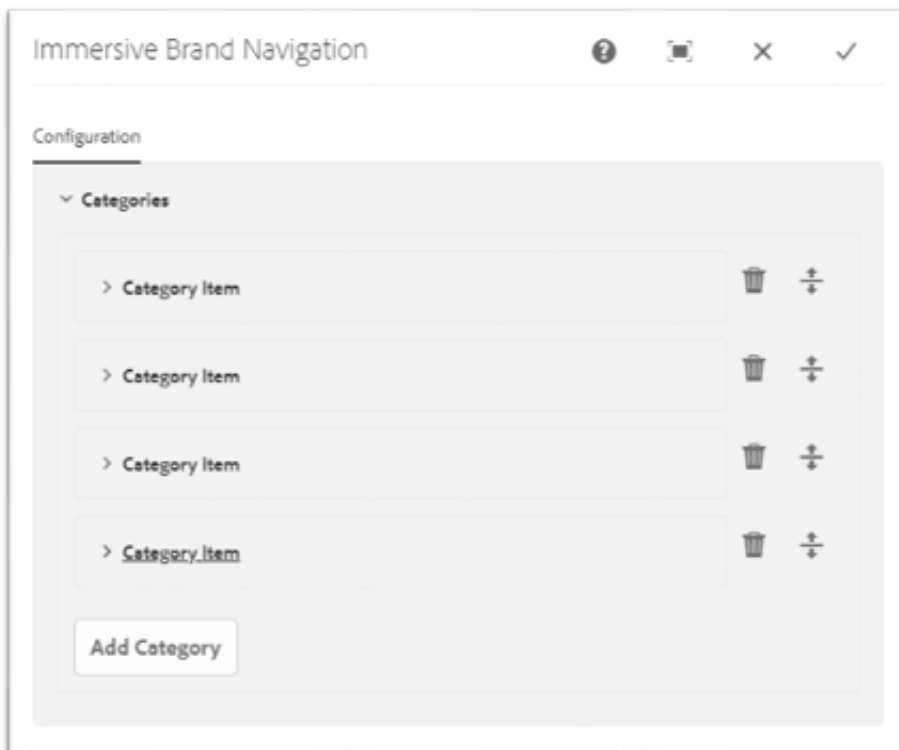 Immersive Brand Navigation
Configuration
Categories
Category Item
Category Item
Category Item
Category Item
Add Category